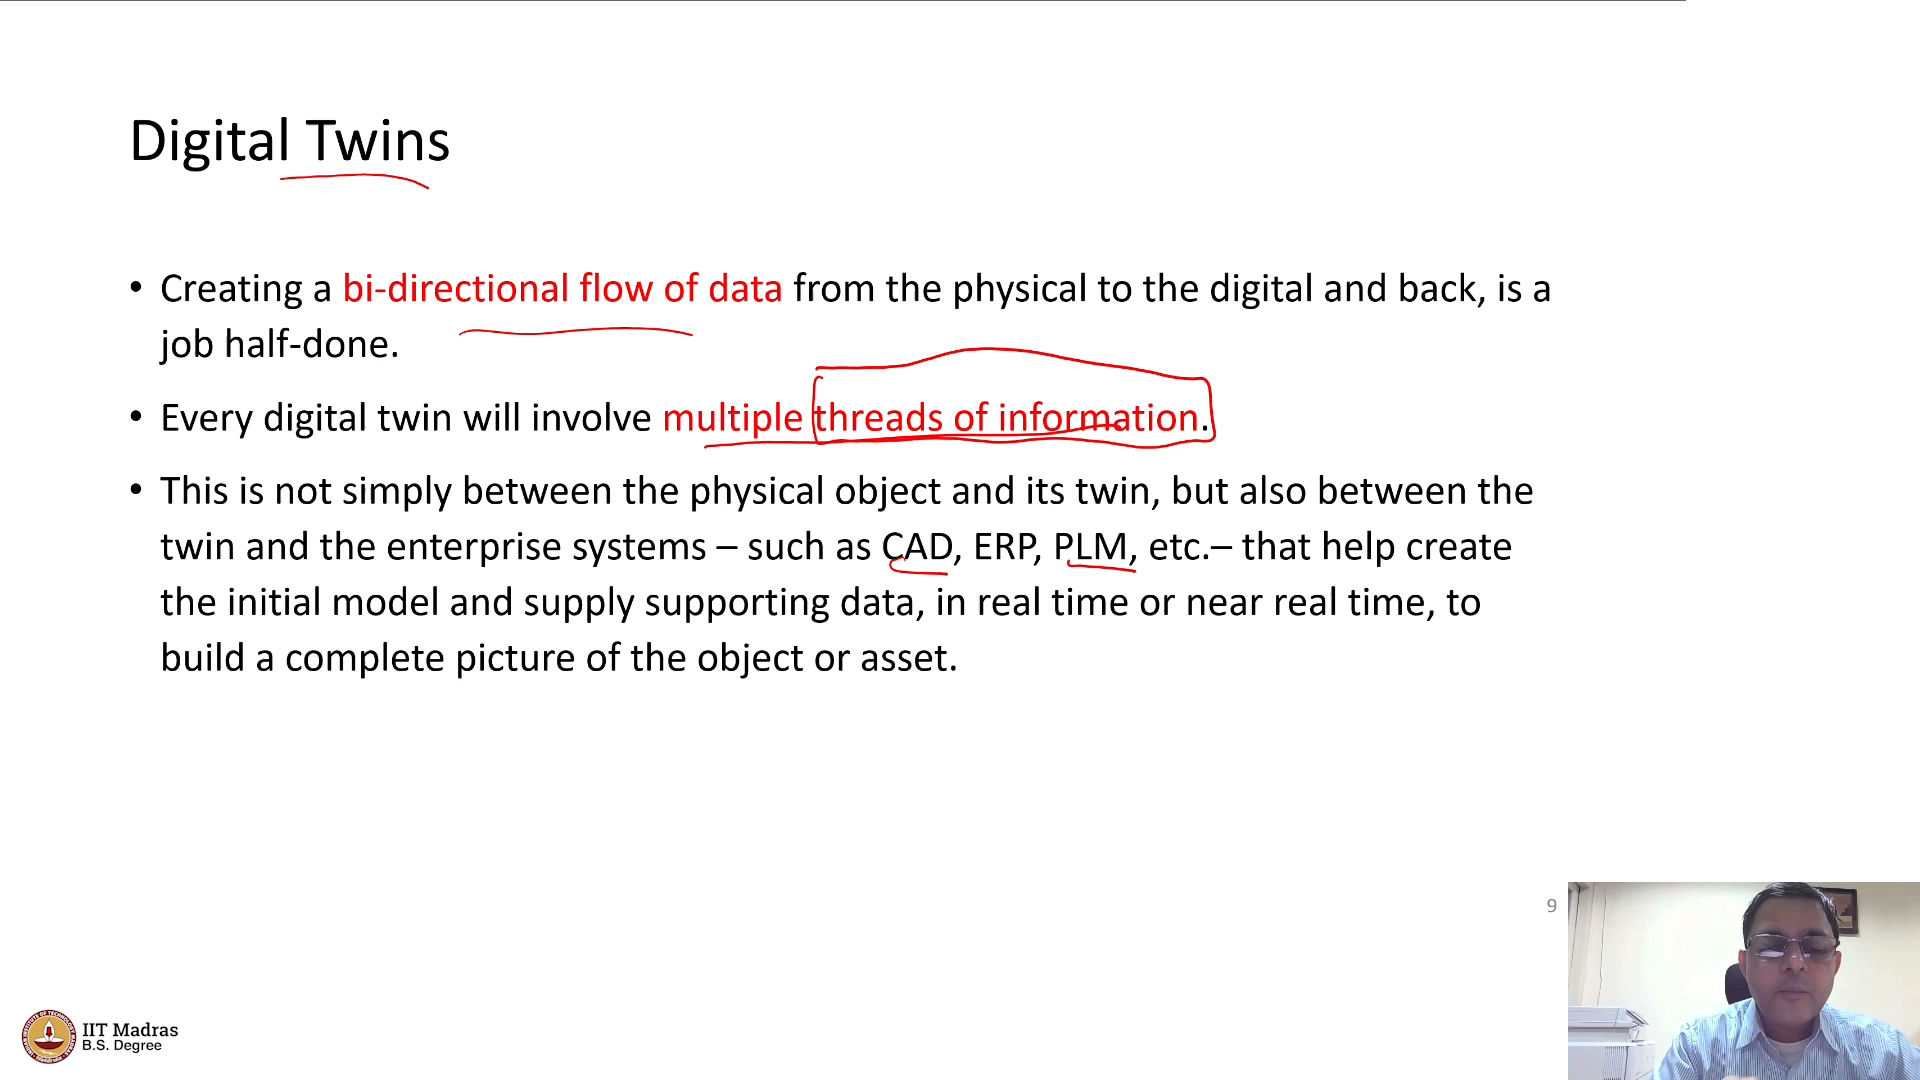 Digital Twins
• Creating a bi-directional flow of data from the physical to the digital and back, is a
job half-done.
• Every digital twin will involve multiple threads of information.
• This is not simply between the physical object and its twin, but also between the
twin and the enterprise systems – such as CAD, ERP, PLM, etc.– that help create
the initial model and supply supporting data, in real time or near real time, to
build a complete picture of the object or asset.
9
IIT Madras
B.S. Degree